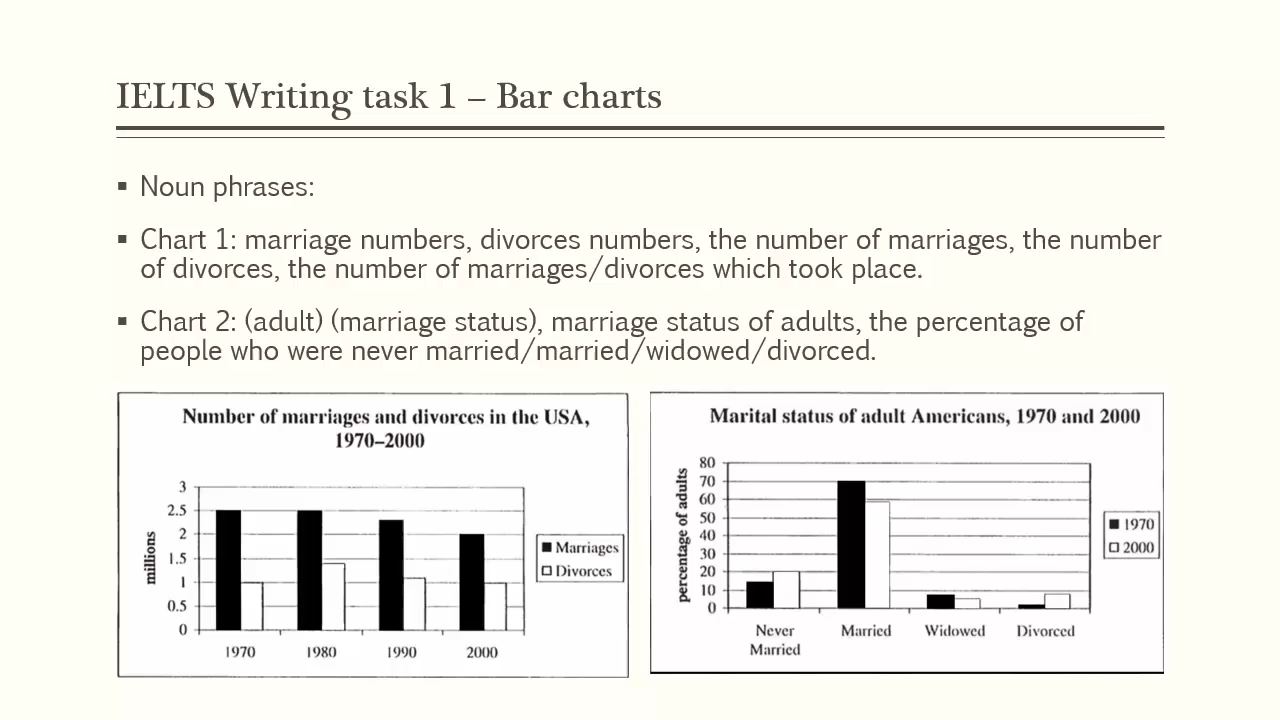 IELTS Writing task 1 – Bar charts
▪ Noun phrases:
▪ Chart 1: marriage numbers, divorces numbers, the number of marriages, the number
of divorces, the number of marriages/divorces which took place.
▪ Chart 2: (adult) (marriage status), marriage status of adults, the percentage of
people who were never married/married/widowed/divorced.
Number of marriages and divorces in the USA,
1970–2000
3
2.5
2
1.5
1
0.5
0
millions
1970 1980 1990 2000
Marriages
Divorces
Marital status of adult Americans, 1970 and 2000
80
70
60
50
40
30
20
10
0
percentage of adults
Never Married Widowed Divorced
Married
1970
2000